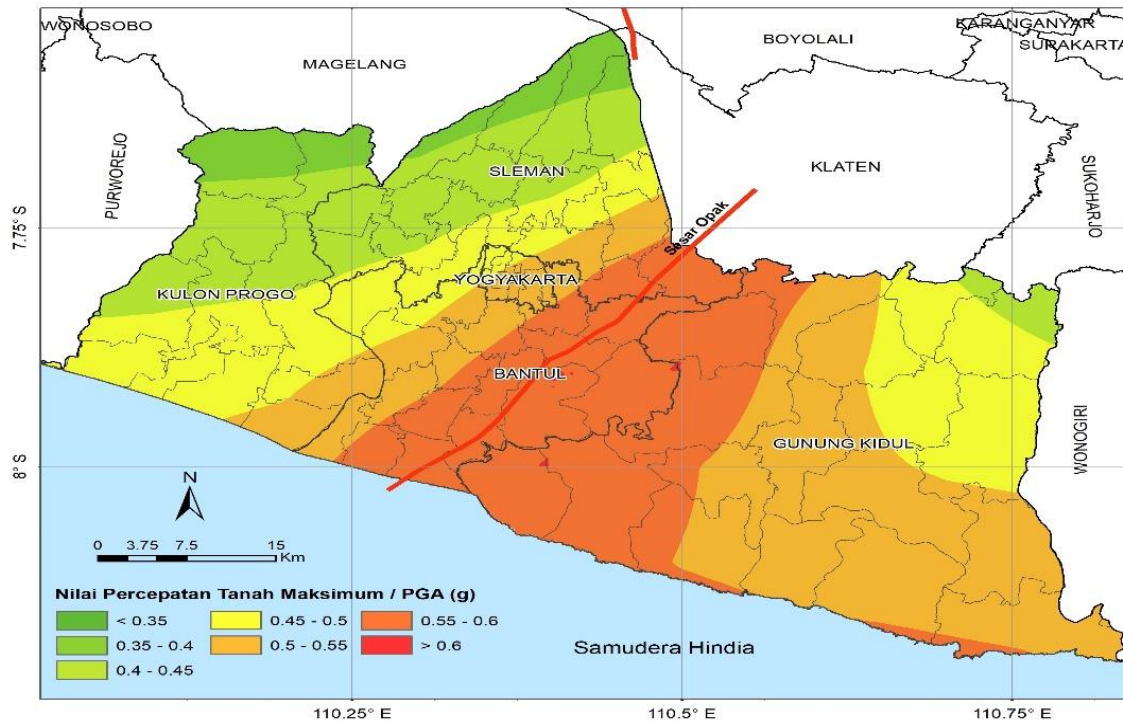 WONOSOBO
KARANGANYAR
BOYOLALI
SURAKARTA
MAGELANG
PURWOREJO
SLEMAN
KLATEN
SUKOHARJO
7.75° S
Sesar Opak
YOGYAKARTA
KULON PROGO
BANTUL
GUNUNG KIDUL
WONOGIRI
8° S
N
0 3.75 7.5 15
Km
Nilai Percepatan Tanah Maksimum / PGA (g)
< 0.35 0.45 - 0.5 0.55 - 0.6
0.35 - 0.4 0.5 - 0.55 > 0.6
0.4 - 0.45
Samudera Hindia
110.25° E 110.5° E 110.75° E